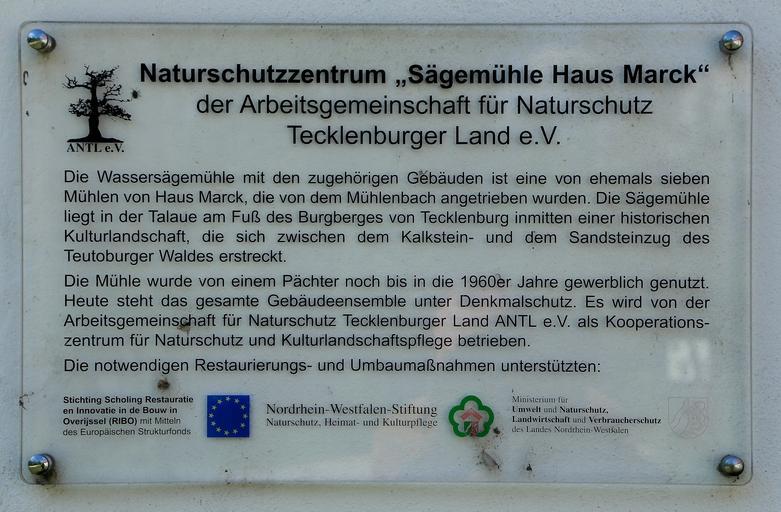 Naturschutzzentrum „Sägemühle Haus Marck“
der Arbeitsgemeinschaft für Naturschutz
Tecklenburger Land e.V.
ANTL e.V.
Die Wassersägemühle mit den zugehörigen Gebäuden ist eine von ehemals sieben
Mühlen von Haus Marck, die von dem Mühlenbach angetrieben wurden. Die Sägemühle
liegt in der Talaue am Fuß des Burgberges von Tecklenburg inmitten einer historischen
Kulturlandschaft, die sich zwischen dem Kalkstein- und dem Sandsteinzug des
Teutoburger Waldes erstreckt.
Die Mühle wurde von einem Pächter noch bis in die 1960er Jahre gewerblich genutzt.
Heute steht das gesamte Gebäudeensemble unter Denkmalschutz. Es wird von der
Arbeitsgemeinschaft für Naturschutz Tecklenburger Land ANTL e.V. als Kooperations-
zentrum für Naturschutz und Kulturlandschaftspflege betrieben.
Die notwendigen Restaurierungs- und Umbaumaßnahmen unterstützten:
Stichting Scholing Restauratie
en Innovatie in de Bouw in
Overijssel (RIBO) mit Mitteln
des Europäischen Strukturfonds
Nordrhein-Westfalen-Stiftung
Naturschutz, Heimat- und Kulturpflege
Ministerium für
Umwelt und Naturschutz,
Landwirtschaft und Verbraucherschutz
des Landes Nordrhein-Westfalen